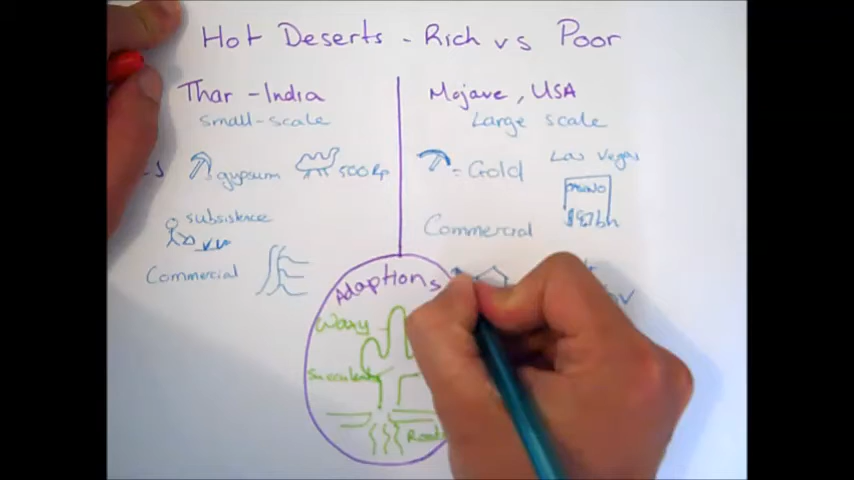 Hot Deserts - Rich vs Poor
Thar - India
small-scale
gypsum
500Rp
subsistence
Commercial
Mojave, USA
Large scale
= Gold
Las Vegas
Commercial
Adaptions
Waxy
Succulent
Roots